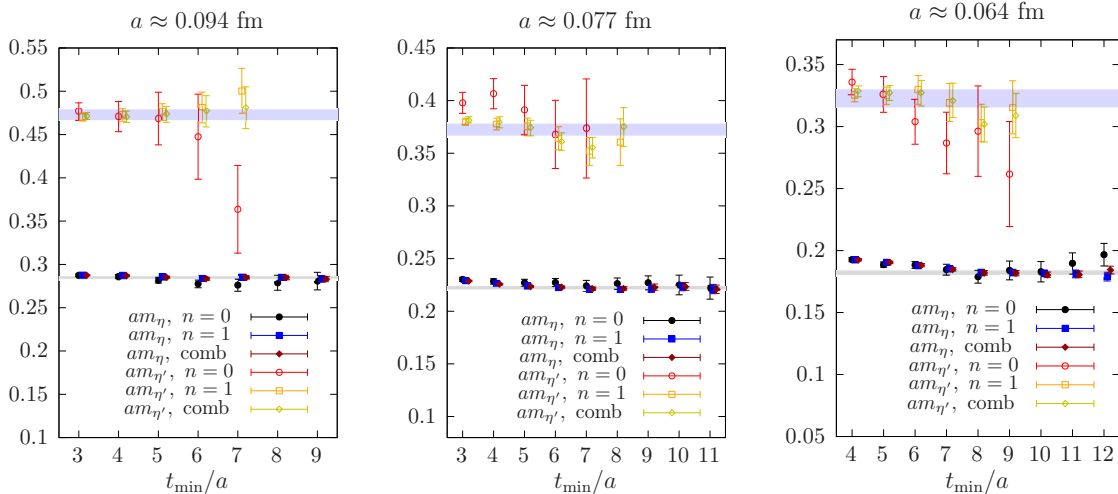 a ≈ 0.094 fm
0.55
0.5
0.45
0.4
0.35
0.3
0.25
0.2
0.15
0.1
am_η, n = 0
am_η, n = 1
am_η, comb
am_η′, n = 0
am_η′, n = 1
am_η′, comb
3 4 5 6 7 8 9
t_min/a
a ≈ 0.077 fm
0.45
0.4
0.35
0.3
0.25
0.2
0.15
0.1
am_η, n = 0
am_η, n = 1
am_η, comb
am_η′, n = 0
am_η′, n = 1
am_η′, comb
3 4 5 6 7 8 9 10 11
t_min/a
a ≈ 0.064 fm
0.35
0.3
0.25
0.2
0.15
0.1
0.05
am_η, n = 0
am_η, n = 1
am_η, comb
am_η′, n = 0
am_η′, n = 1
am_η′, comb
4 5 6 7 8 9 10 11 12
t_min/a